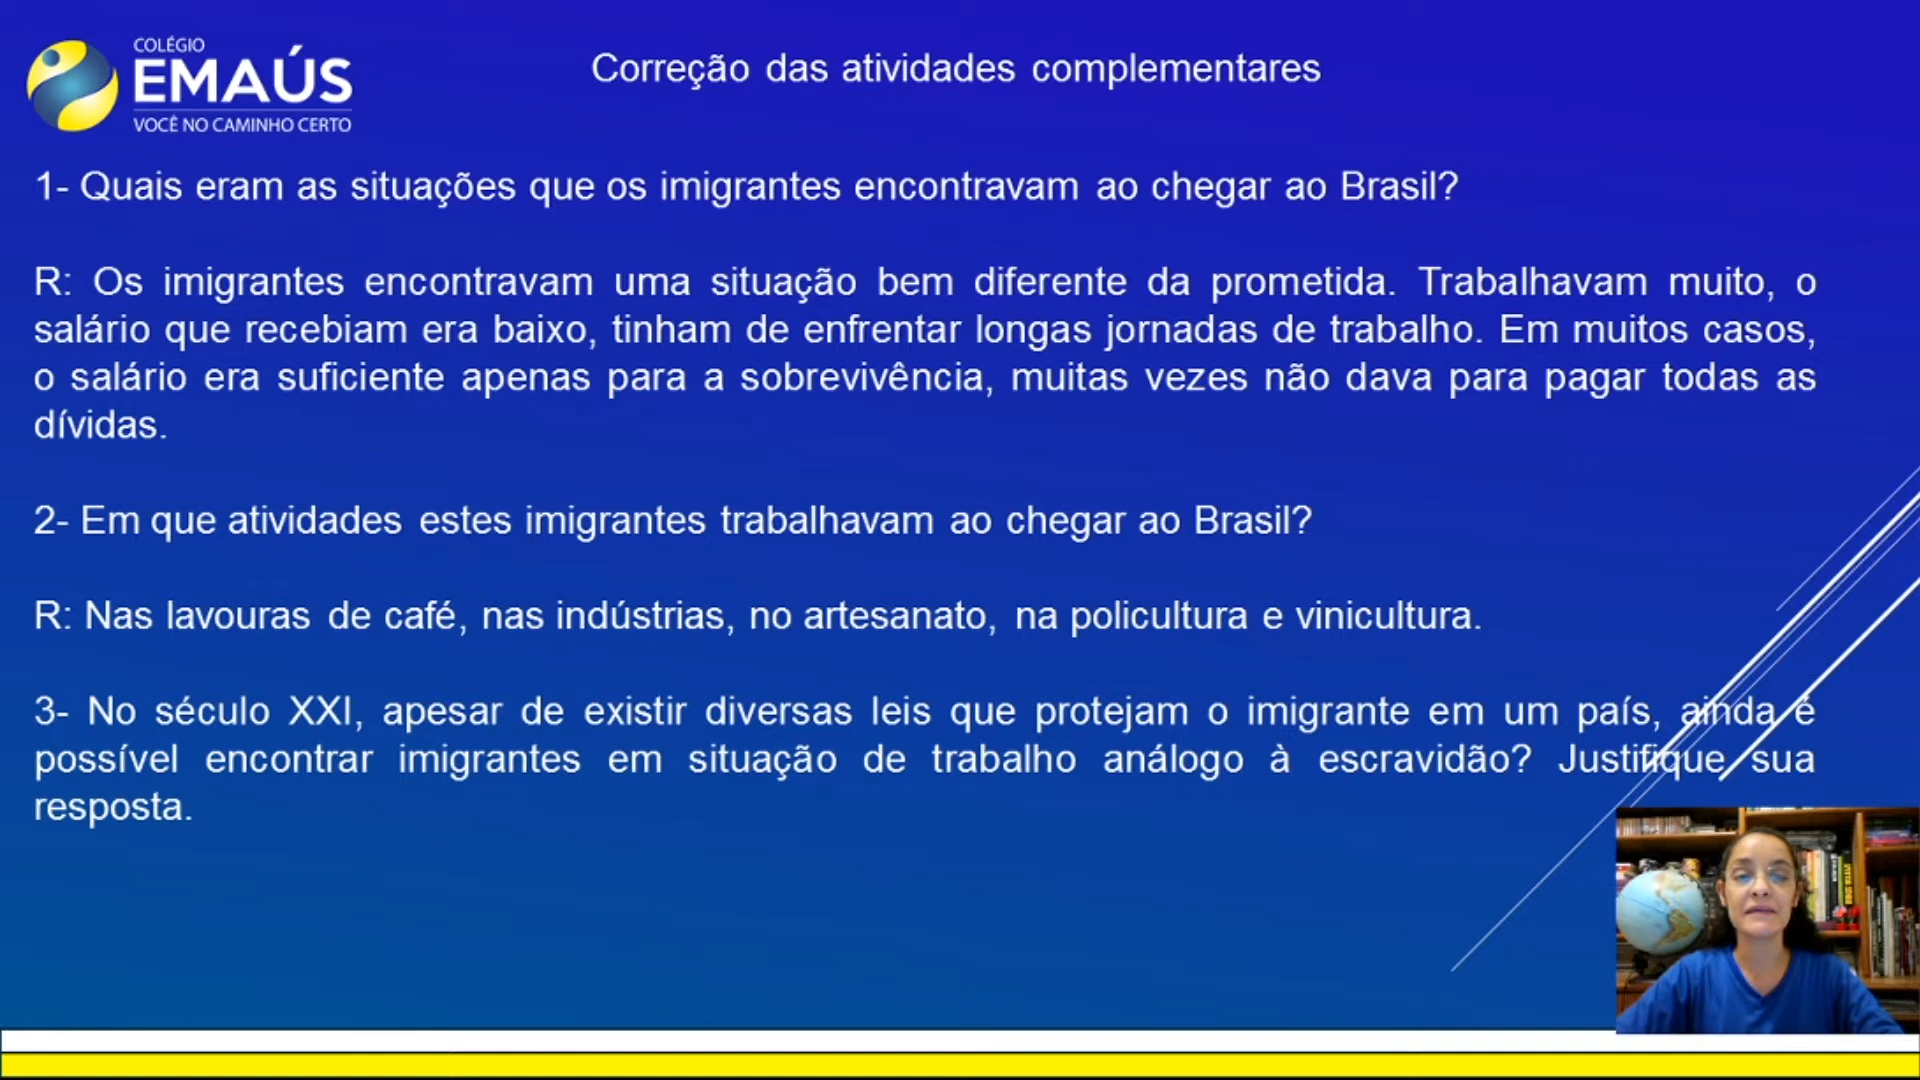 COLÉGIO
EMAÚS
VOCÊ NO CAMINHO CERTO
Correção das atividades complementares
1- Quais eram as situações que os imigrantes encontravam ao chegar ao Brasil?
R: Os imigrantes encontravam uma situação bem diferente da prometida. Trabalhavam muito, o
salário que recebiam era baixo, tinham de enfrentar longas jornadas de trabalho. Em muitos casos,
o salário era suficiente apenas para a sobrevivência, muitas vezes não dava para pagar todas as
dívidas.
2- Em que atividades estes imigrantes trabalhavam ao chegar ao Brasil?
R: Nas lavouras de café, nas indústrias, no artesanato, na policultura e vinicultura.
3- No século XXI, apesar de existir diversas leis que protejam o imigrante em um país, ainda é
possível encontrar imigrantes em situação de trabalho análogo à escravidão? Justifique sua
resposta.